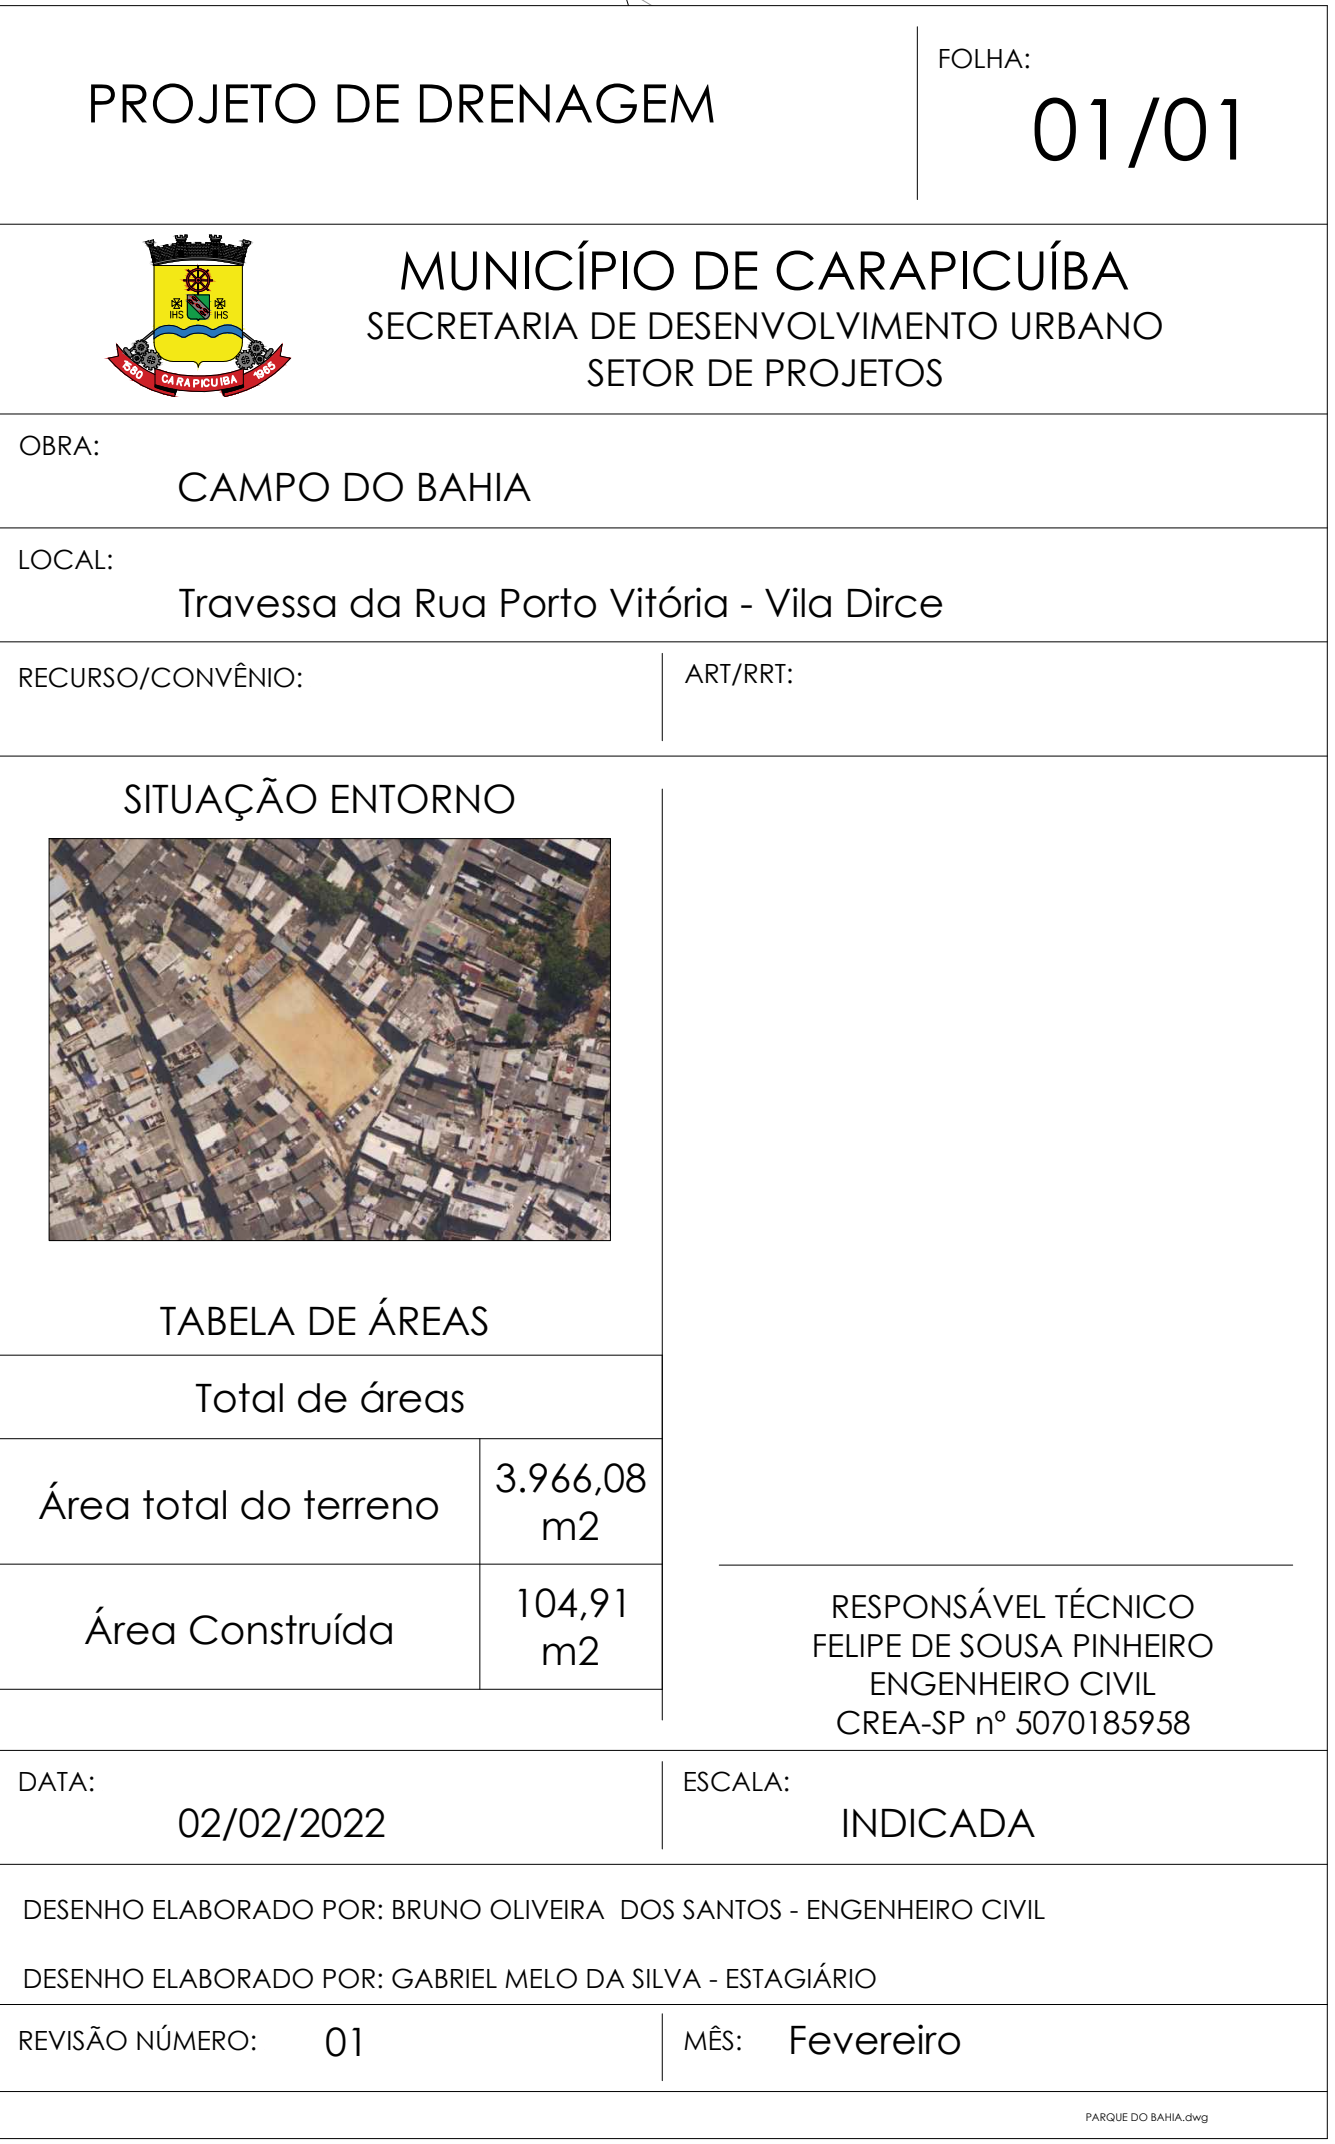 PROJETO DE DRENAGEM
FOLHA:
01/01
IHS IHS
1580 CARAPICUIBA 1965
MUNICÍPIO DE CARAPICUÍBA
SECRETARIA DE DESENVOLVIMENTO URBANO
SETOR DE PROJETOS
OBRA:
CAMPO DO BAHIA
LOCAL:
Travessa da Rua Porto Vitória - Vila Dirce
RECURSO/CONVÊNIO:
ART/RRT:
SITUAÇÃO ENTORNO
TABELA DE ÁREAS
Total de áreas
Área total do terreno
3.966,08
m2
Área Construída
104,91
m2
RESPONSÁVEL TÉCNICO
FELIPE DE SOUSA PINHEIRO
ENGENHEIRO CIVIL
CREA-SP nº 5070185958
DATA:
02/02/2022
ESCALA:
INDICADA
DESENHO ELABORADO POR: BRUNO OLIVEIRA  DOS SANTOS - ENGENHEIRO CIVIL
DESENHO ELABORADO POR: GABRIEL MELO DA SILVA - ESTAGIÁRIO
REVISÃO NÚMERO: 01
MÊS: Fevereiro
PARQUE DO BAHIA.dwg